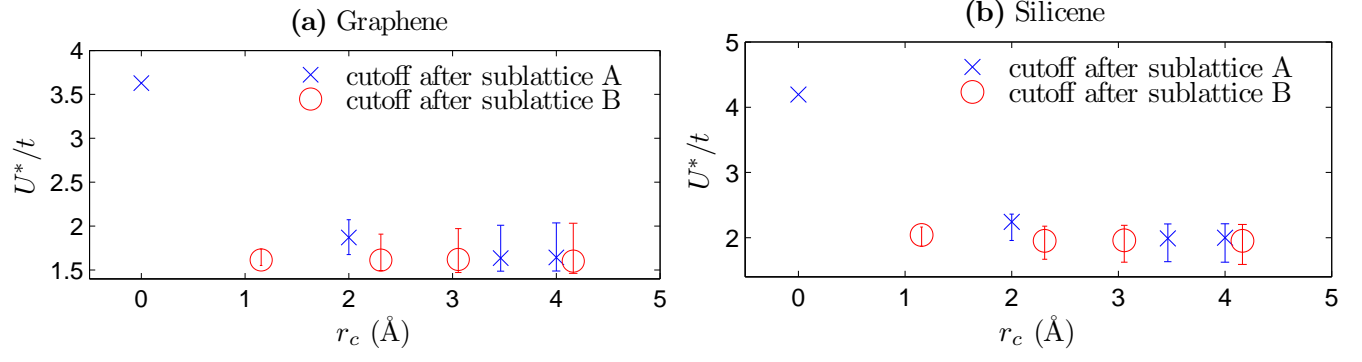 (a) Graphene
4
3.5
3
2.5
2
1.5
U*/t
cutoff after sublattice A
cutoff after sublattice B
0 1 2 3 4 5
r_c (Å)
(b) Silicene
5
4
3
2
U*/t
cutoff after sublattice A
cutoff after sublattice B
0 1 2 3 4 5
r_c (Å)